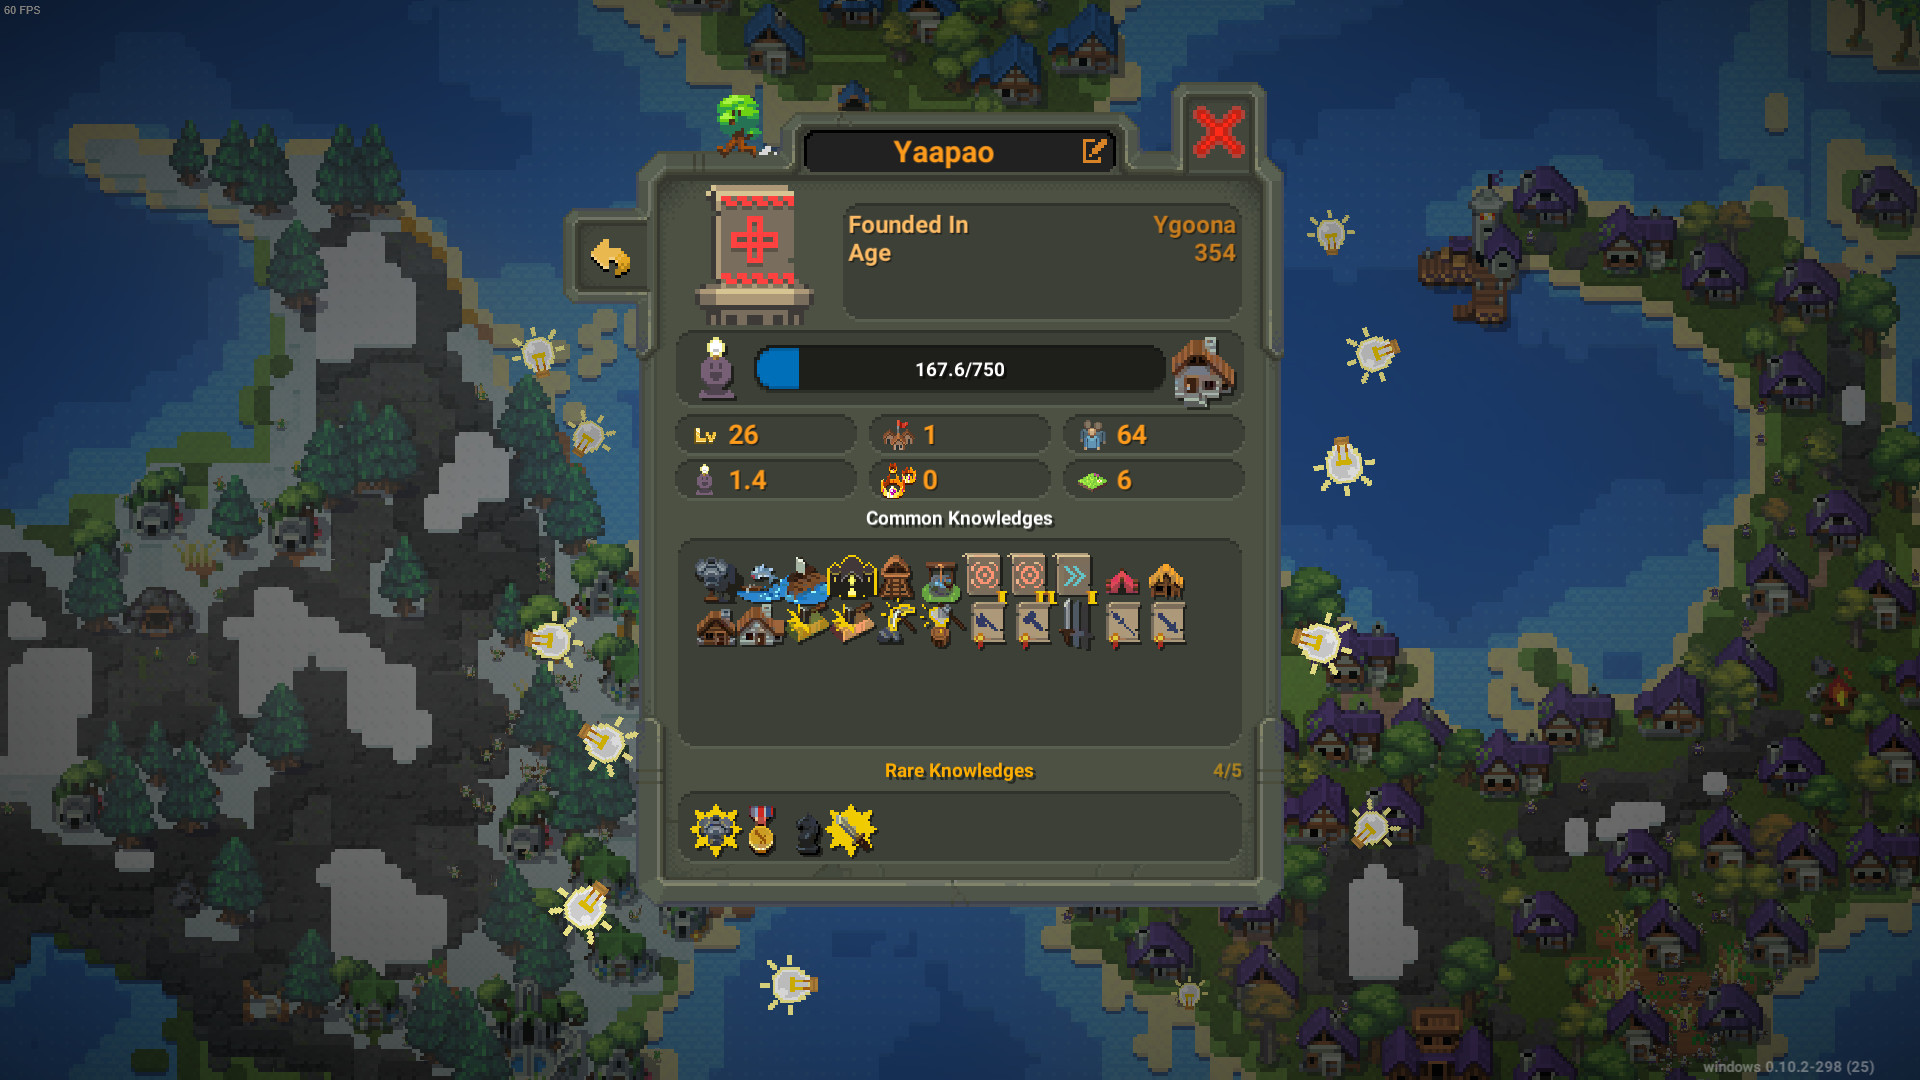 60 FPS
Yaapao
Founded In Ygoona
Age 354
167.6/750
Lv 26 1 64
1.4 0 6
Common Knowledges
Rare Knowledges 4/5
windows 0.10.2-298 (25)